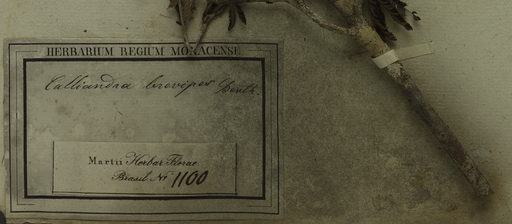 HERBARIUM REGIUM MONACENSE.
Calliandra brevipes Benth.
Martii Herbar. Florae
Brasil. No 1100